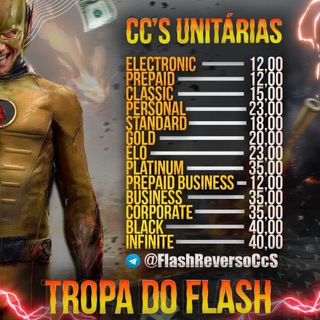 CC'S UNITÁRIAS
ELECTRONIC 12,00
PREPAID 12,00
CLASSIC 15,00
PERSONAL 23,00
STANDARD 18,00
GOLD 20,00
ELO 23,00
PLATINUM 35,00
PREPAID BUSINESS 12,00
BUSINESS 35,00
CORPORATE 35,00
BLACK 40,00
INFINITE 40,00
@FlashReversoCcS
TROPA DO FLASH